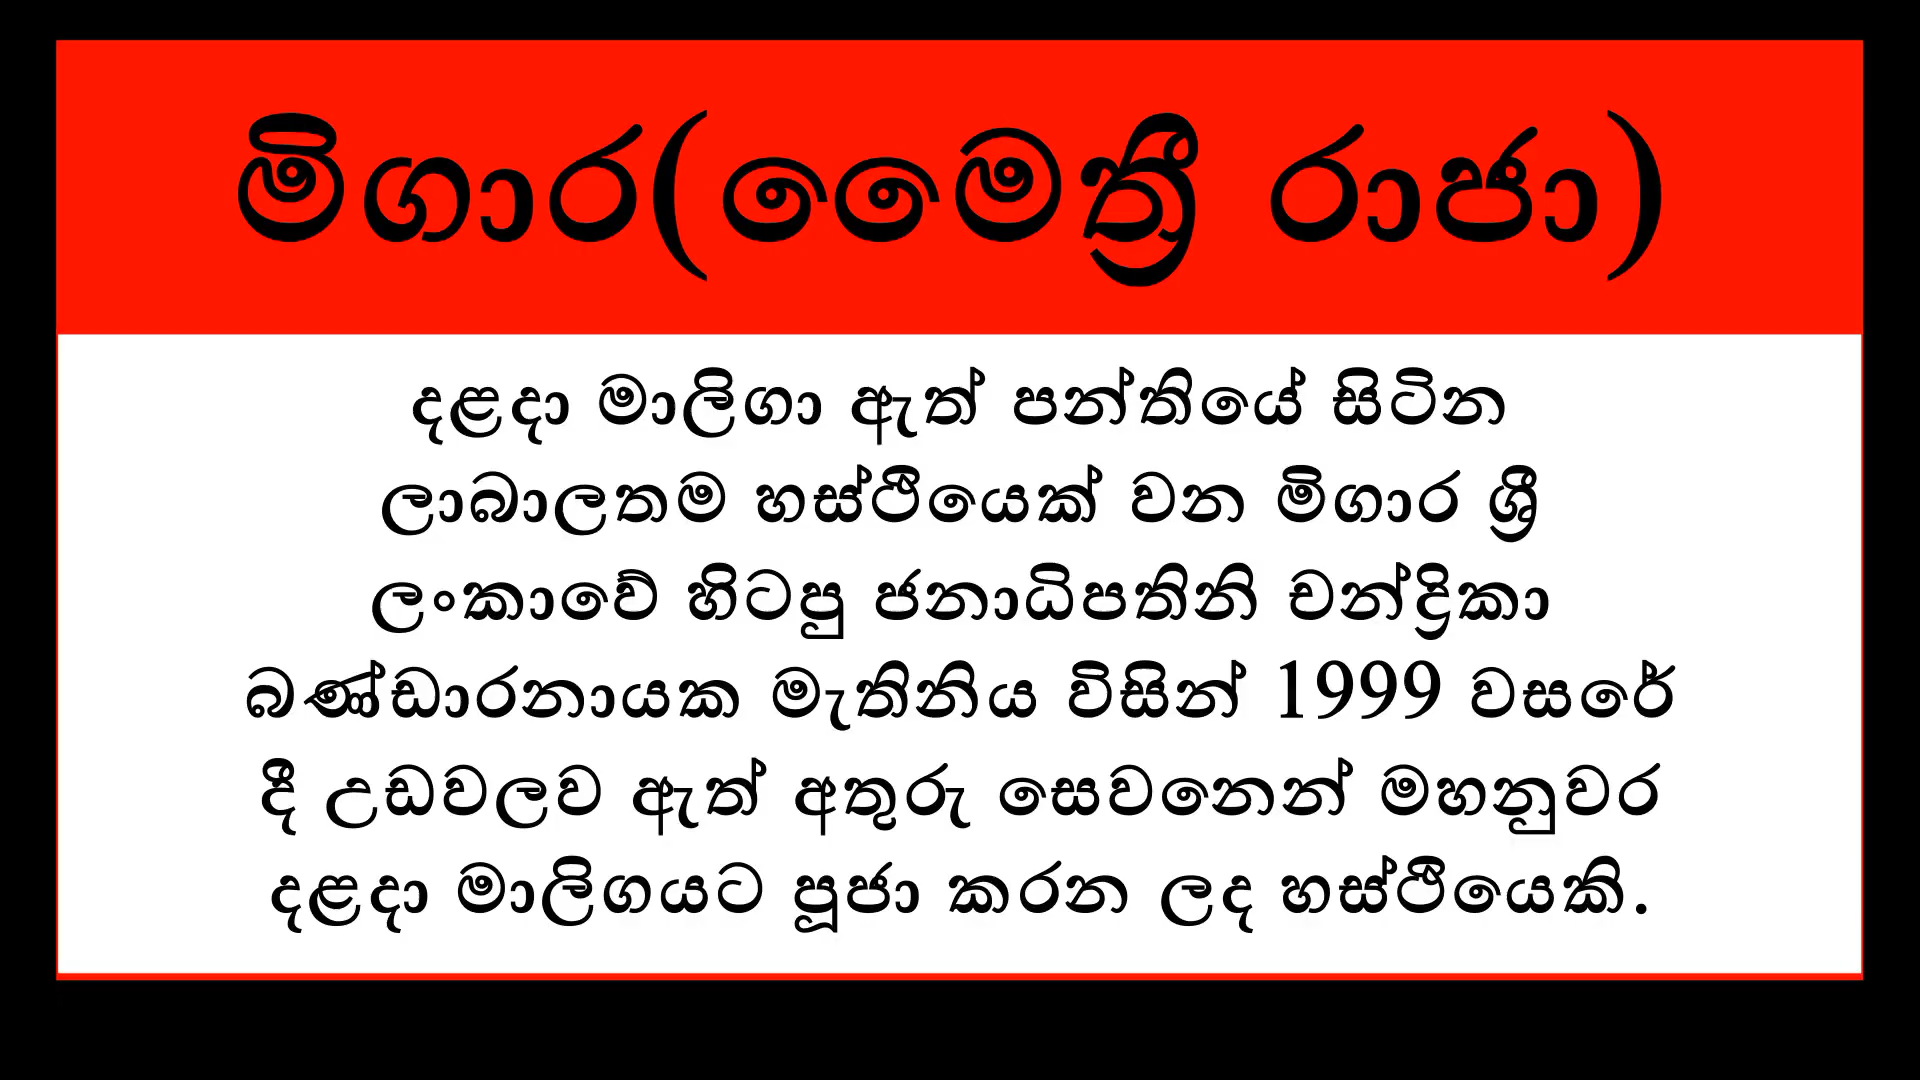 මිගාර(මෛත්‍රී රාජා)
දළදා මාලිගා ඇත් පන්තියේ සිටින
ලාබාලතම හස්ථියෙක් වන මිගාර ශ්‍රී
ලංකාවේ හිටපු ජනාධිපතිනි චන්ද්‍රිකා
බණ්ඩාරනායක මැතිනිය විසින් 1999 වසරේ
දී උඩවලව ඇත් අතුරු සෙවනෙන් මහනුවර
දළදා මාලිගයට පූජා කරන ලද හස්ථියෙකි.